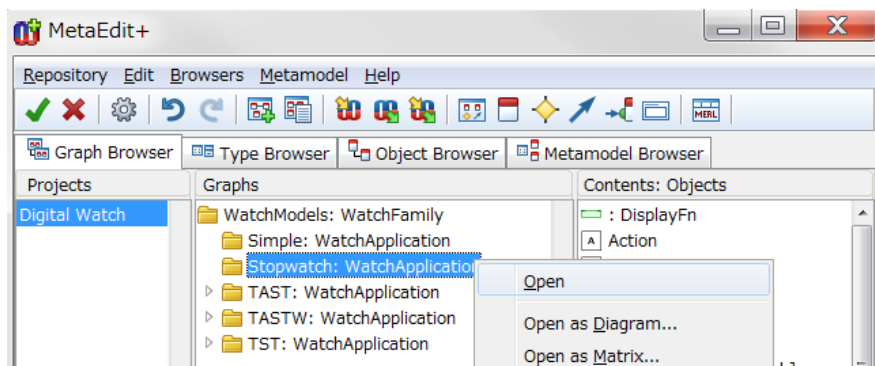 MetaEdit+
Repository Edit Browsers Metamodel Help
MERL
Graph Browser Type Browser Object Browser Metamodel Browser
Projects Graphs Contents: Objects
Digital Watch WatchModels: WatchFamily : DisplayFn
Simple: WatchApplication A Action
Stopwatch: WatchApplication
Open
TAST: WatchApplication
TASTW: WatchApplication Open as Diagram...
TST: WatchApplication Open as Matrix...